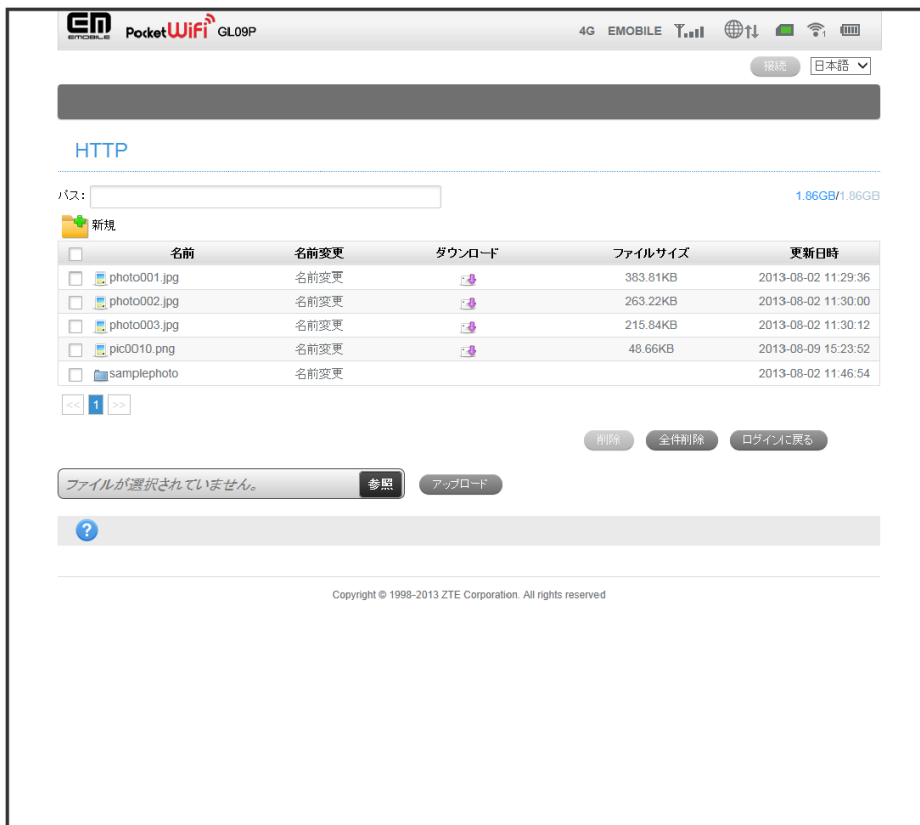 EM EMOBILE Pocket WiFi GL09P 4G EMOBILE 1
接続 日本語
HTTP
パス: 1.86GB/1.86GB
新規
名前 名前変更 ダウンロード ファイルサイズ 更新日時
photo001.jpg 名前変更 383.81KB 2013-08-02 11:29:36
photo002.jpg 名前変更 263.22KB 2013-08-02 11:30:00
photo003.jpg 名前変更 215.84KB 2013-08-02 11:30:12
pic0010.png 名前変更 48.66KB 2013-08-09 15:23:52
samplephoto 名前変更 2013-08-02 11:46:54
<< 1 >>
削除 全件削除 ログインに戻る
ファイルが選択されていません。 参照 アップロード
?
Copyright © 1998-2013 ZTE Corporation. All rights reserved